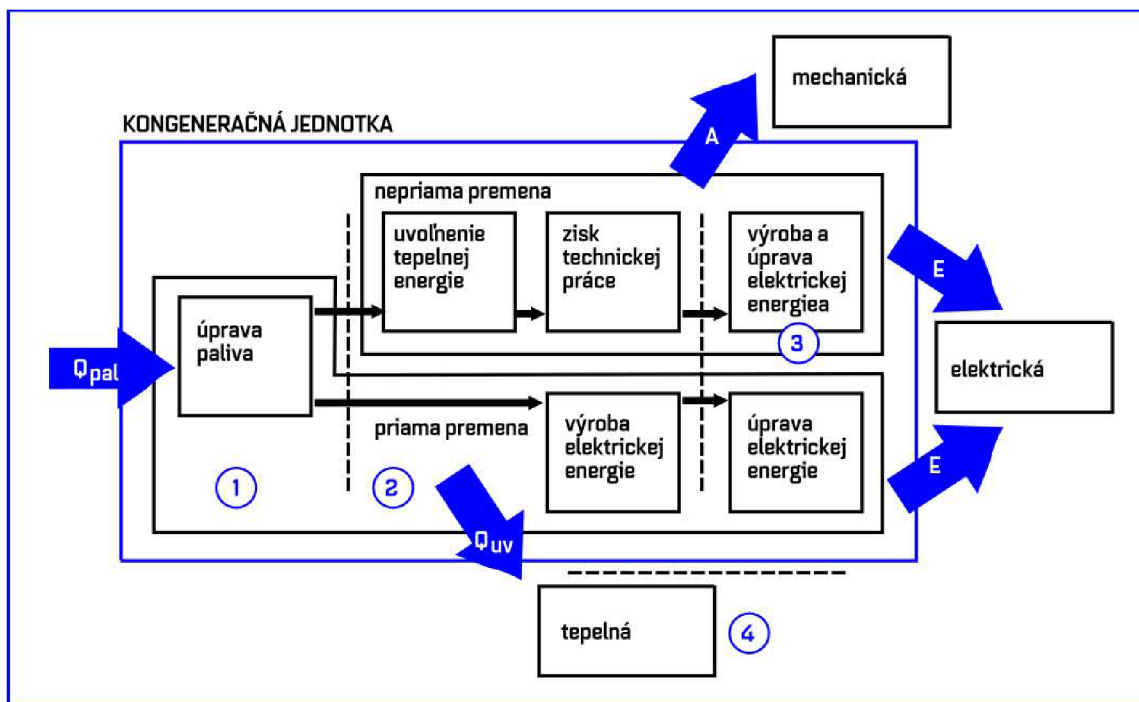 mechanická
A
KONGENERAČNÁ JEDNOTKA
nepriama premena
uvoľnenie
tepelnej
energie
zisk
technickej
práce
výroba a
úprava
elektrickej
energiea
3
E
úprava
paliva
Qpal
elektrická
priama premena
výroba
elektrickej
energie
úprava
elektrickej
energie
E
1
2
Quv
tepelná
4